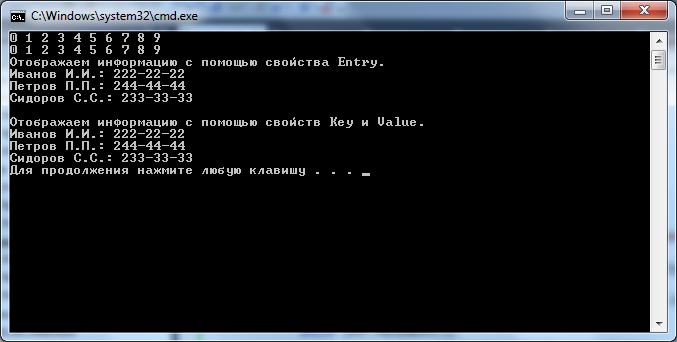 C:\Windows\system32\cmd.exe
0 1 2 3 4 5 6 7 8 9
0 1 2 3 4 5 6 7 8 9
Отображаем информацию с помощью свойства Entry.
Иванов И.И.: 222-22-22
Петров П.П.: 244-44-44
Сидоров С.С.: 233-33-33
Отображаем информацию с помощью свойств Key и Value.
Иванов И.И.: 222-22-22
Петров П.П.: 244-44-44
Сидоров С.С.: 233-33-33
Для продолжения нажмите любую клавишу . . . _